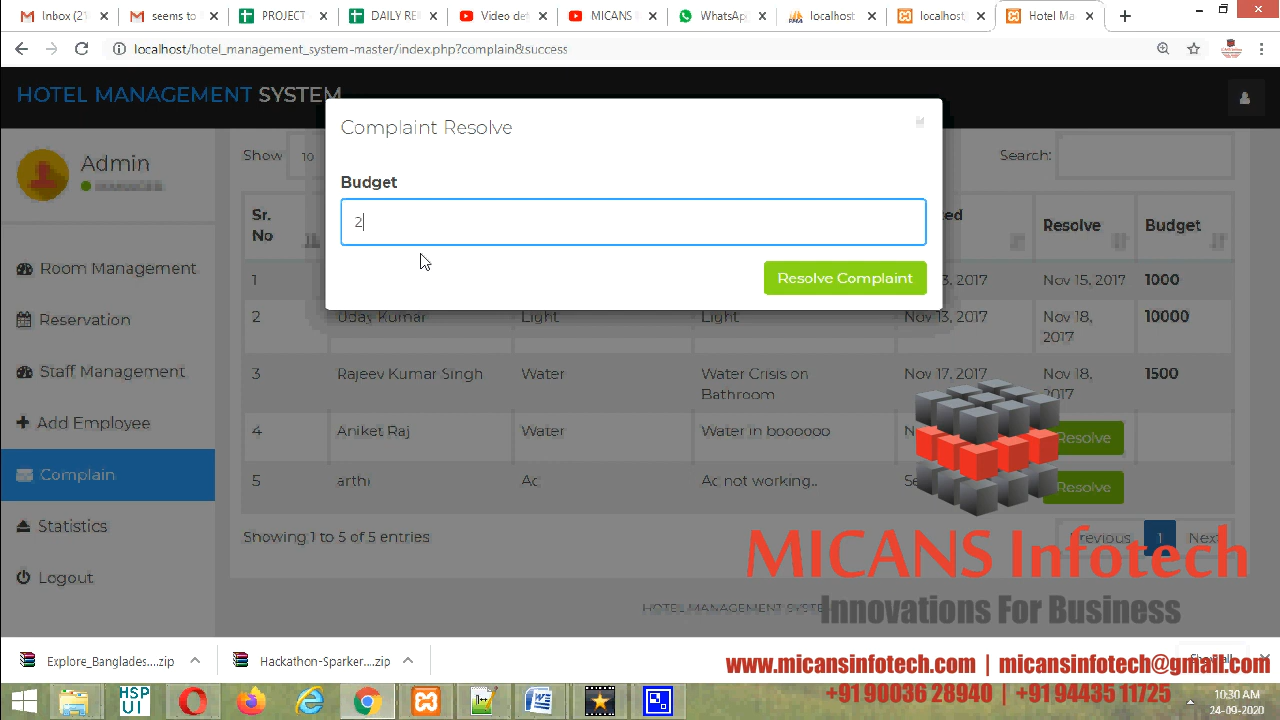 Inbox (21
seems to
PROJECT
DAILY RE
Video.de
MICANS
WhatsAp
localhost
localhost,
Hotel Ma
localhost/hotel_management_system-master/index.php?complain&success
HOTEL MANAGEMENT SYSTEM
Complaint Resolve
Budget
2
Resolve Complaint
Admin
Room Management
Reservation
Staff Management
Add Employee
Complain
Statistics
Logout
Show 10
Search:
Sr. No
Resolve
Budget
1 Nov 15, 2017 1000
2 Uday Kumar Light Light Nov 13, 2017 Nov 18, 2017 10000
3 Rajeev Kumar Singh Water Water Crisis on Bathroom Nov 17, 2017 Nov 18, 2017 1500
4 Aniket Raj Water Water in boooooo Resolve
5 arthi Ac Ac not working.. Resolve
Showing 1 to 5 of 5 entries
Previous 1 Next
HOTEL MANAGEMENT SYSTE
MICANS Infotech
Innovations For Business
www.micansinfotech.com | micansinfotech@gmail.com
+91 90036 28940 | +91 94435 11725
Explore_Banglades....zip
Hackathon-Sparker....zip
Show all
HSP UI
10:30 AM
24-09-2020